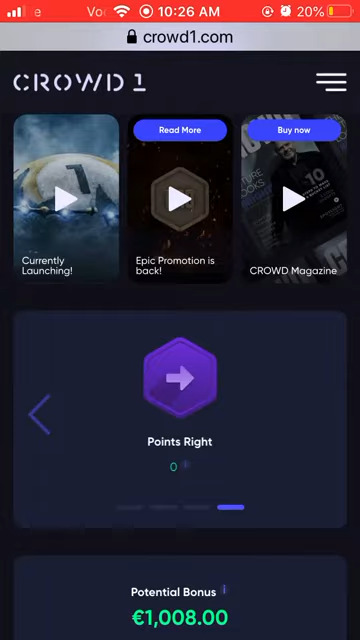 Voc
10:26 AM
20%
crowd1.com
CROWD 1
Read More
Buy now
Currently
Launching!
Epic Promotion is
back!
CROWD Magazine
Points Right
0
Potential Bonus
€1,008.00